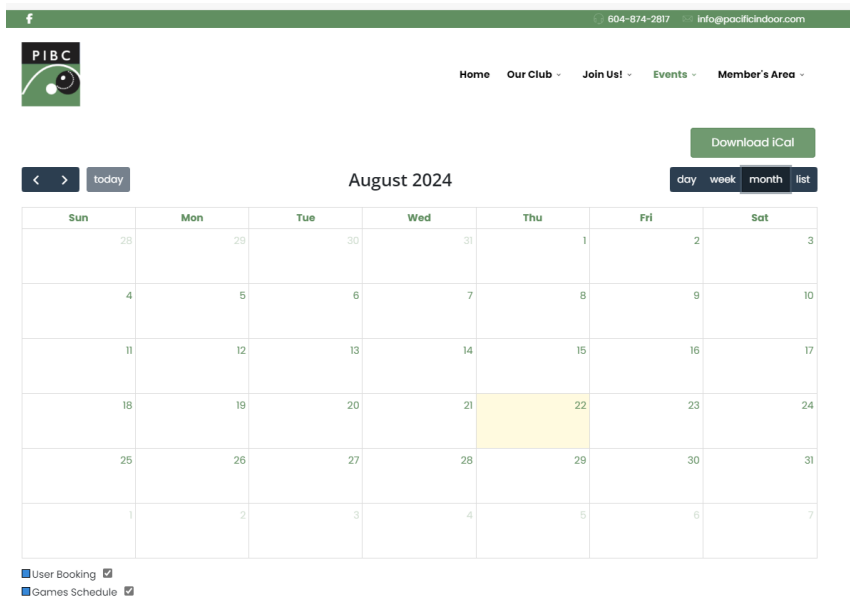 604-874-2817 info@pacificindoor.com
PIBC
Home Our Club Join Us! Events Member's Area
Download iCal
today August 2024 day week month list
Sun Mon Tue Wed Thu Fri Sat
28 29 30 31 1 2 3
4 5 6 7 8 9 10
11 12 13 14 15 16 17
18 19 20 21 22 23 24
25 26 27 28 29 30 31
1 2 3 4 5 6 7
User Booking
Games Schedule